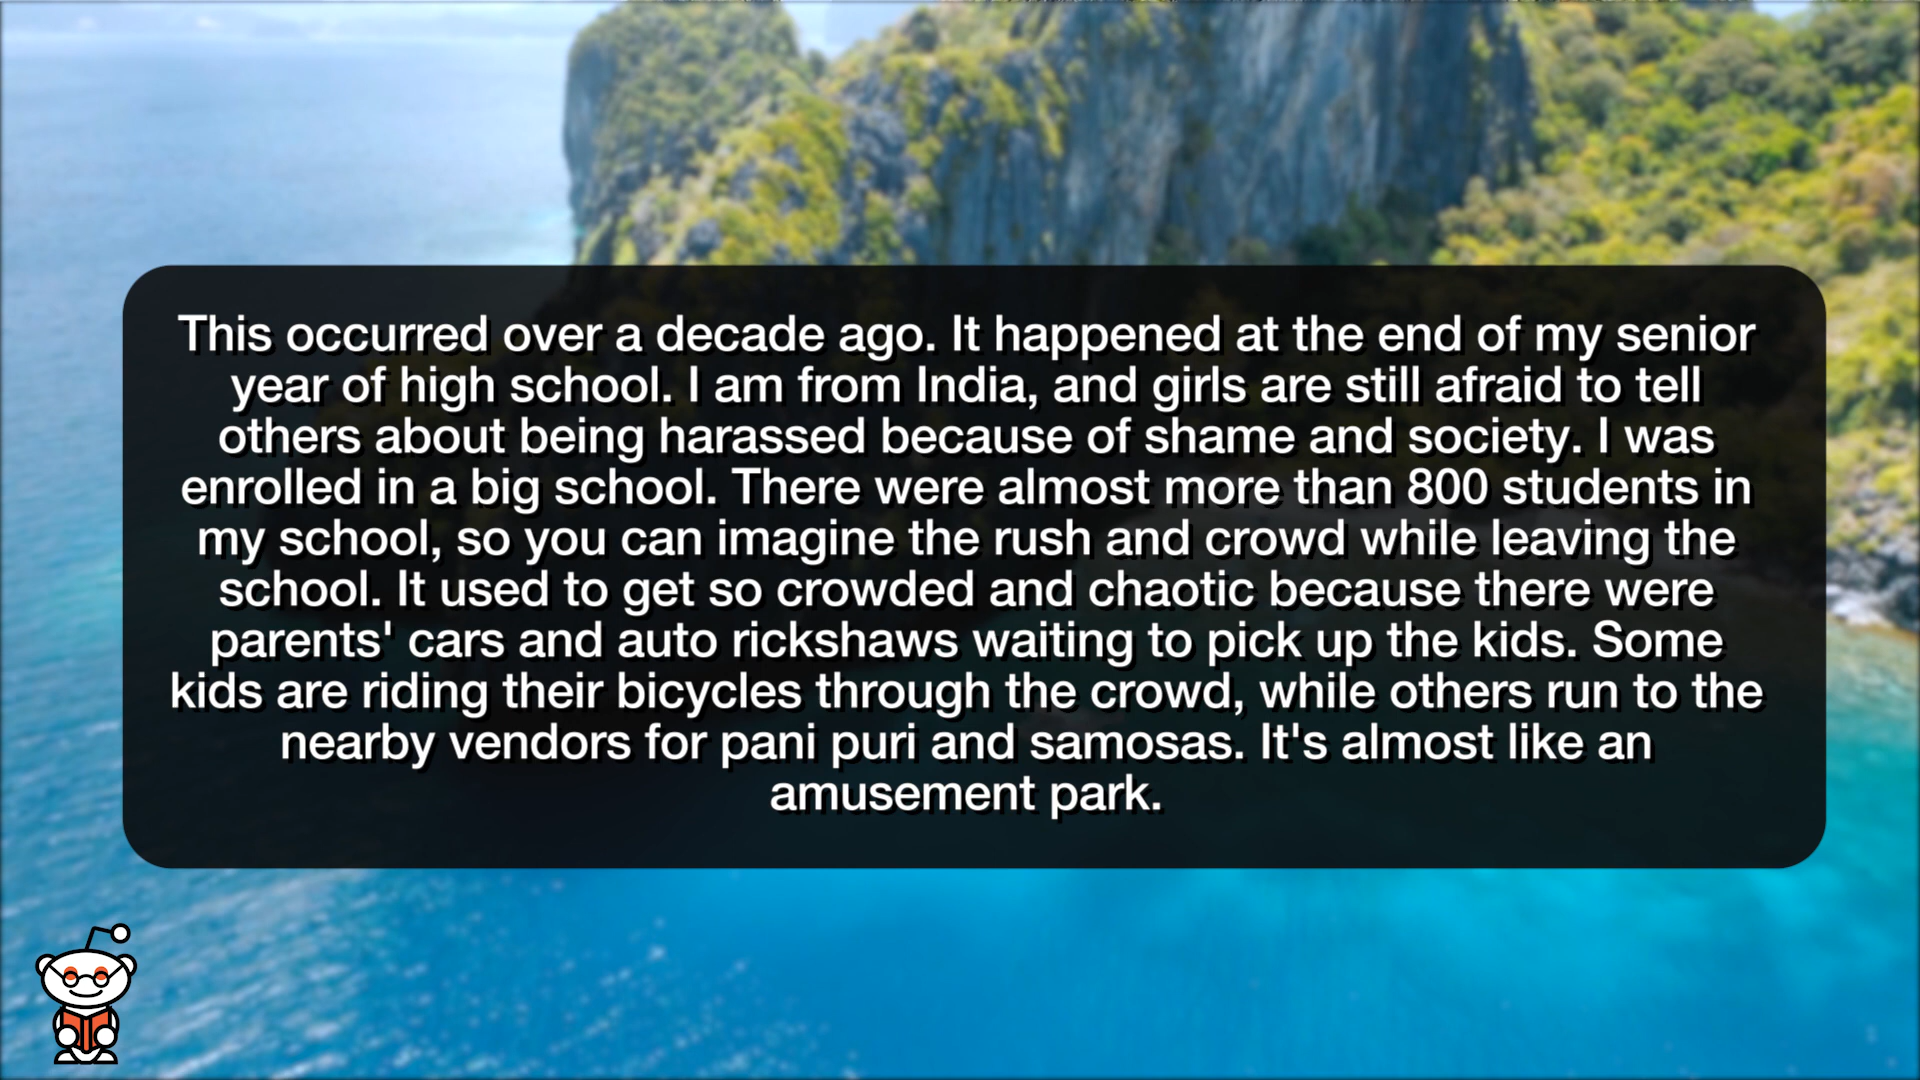 This occurred over a decade ago. It happened at the end of my senior
year of high school. I am from India, and girls are still afraid to tell
others about being harassed because of shame and society. I was
enrolled in a big school. There were almost more than 800 students in
my school, so you can imagine the rush and crowd while leaving the
school. It used to get so crowded and chaotic because there were
parents' cars and auto rickshaws waiting to pick up the kids. Some
kids are riding their bicycles through the crowd, while others run to the
nearby vendors for pani puri and samosas. It's almost like an
amusement park.